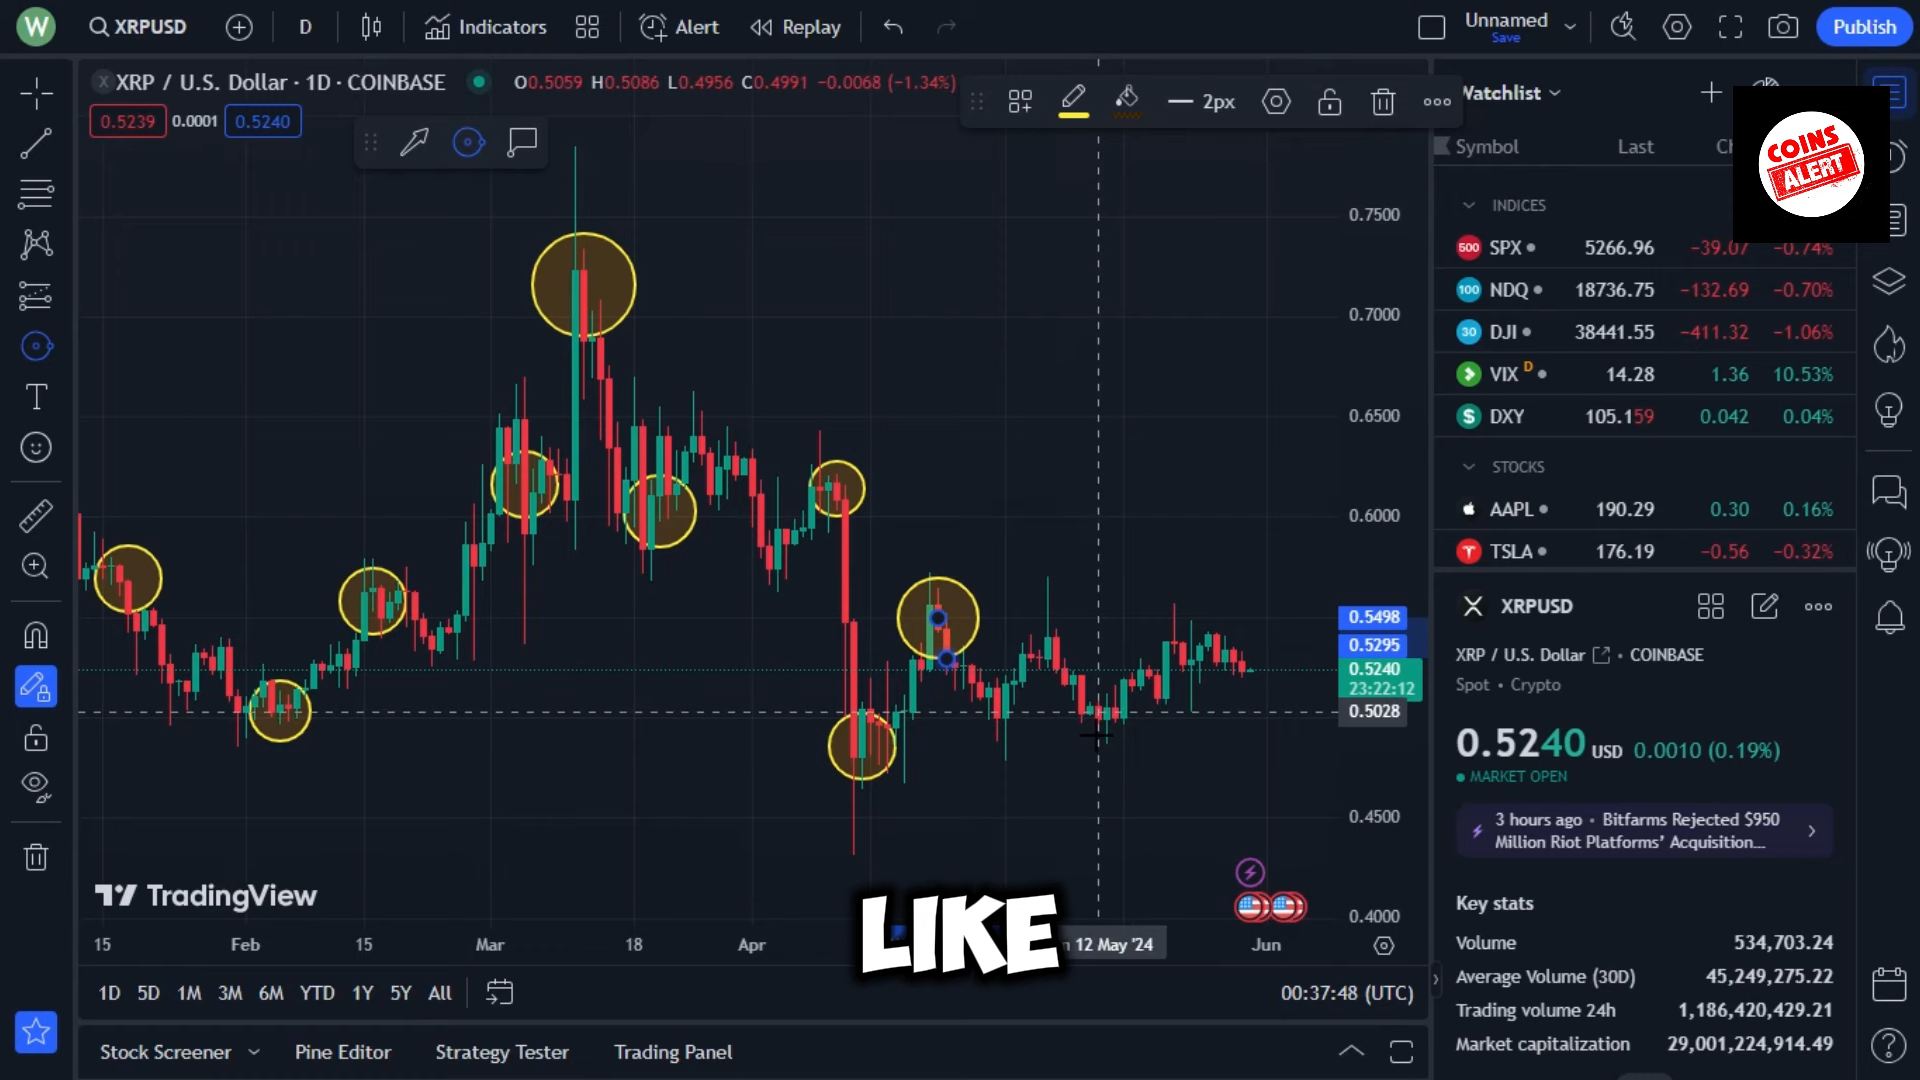 W
XRPUSD
D
Indicators
Alert
Replay
Unnamed
Save
Publish
XRP / U.S. Dollar · 1D · COINBASE
O0.5059 H0.5086 L0.4956 C0.4991 −0.0068 (−1.34%)
0.5239
0.0001
0.5240
2px
Watchlist
Symbol
Last
COINS
ALERT
INDICES
500 SPX 5266.96 −39.07 −0.74%
100 NDQ 18736.75 −132.69 −0.70%
30 DJI 38441.55 −411.32 −1.06%
VIX D 14.28 1.36 10.53%
DXY 105.159 0.042 0.04%
STOCKS
AAPL 190.29 0.30 0.16%
TSLA 176.19 −0.56 −0.32%
0.7500
0.7000
0.6500
0.6000
0.5498
0.5295
0.5240
23:22:12
0.5028
0.4500
0.4000
XRPUSD
XRP / U.S. Dollar • COINBASE
Spot • Crypto
0.5240 USD 0.0010 (0.19%)
MARKET OPEN
3 hours ago • Bitfarms Rejected $950
Million Riot Platforms’ Acquisition...
Key stats
Volume 534,703.24
Average Volume (30D) 45,249,275.22
Trading volume 24h 1,186,420,429.21
Market capitalization 29,001,224,914.49
TradingView
LIKE
15 Feb 15 Mar 18 Apr 12 May '24 Jun
1D 5D 1M 3M 6M YTD 1Y 5Y All
00:37:48 (UTC)
Stock Screener
Pine Editor
Strategy Tester
Trading Panel